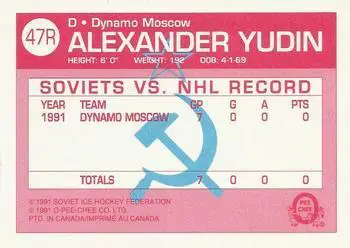 47R
D • Dynamo Moscow
ALEXANDER YUDIN
HEIGHT: 6' 0" WEIGHT: 192 DOB: 4-1-69
SOVIETS VS. NHL RECORD
YEAR TEAM GP G A PTS
1991 DYNAMO MOSCOW 7 0 0 0
TOTALS 7 0 0 0
© 1991 SOVIET ICE HOCKEY FEDERATION
© 1991 O-PEE-CHEE CO. LTD.
PTD. IN CANADA/IMPRIMÉ AU CANADA
O
PEE
CHEE